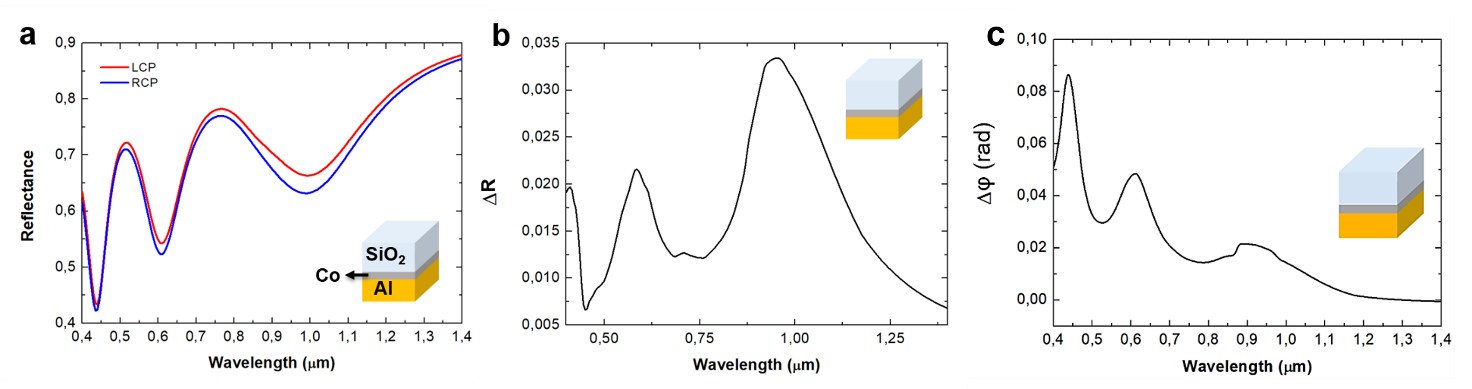 a
0,9
0,8
0,7
0,6
0,5
0,4
Reflectance
LCP
RCP
SiO2
Co
Al
0,4 0,5 0,6 0,7 0,8 0,9 1,0 1,1 1,2 1,3 1,4
Wavelength (μm)
b
0,035
0,030
0,025
0,020
0,015
0,010
0,005
ΔR
0,50 0,75 1,00 1,25
Wavelength (μm)
c
0,10
0,08
0,06
0,04
0,02
0,00
Δφ (rad)
0,4 0,5 0,6 0,7 0,8 0,9 1,0 1,1 1,2 1,3 1,4
Wavelength (μm)